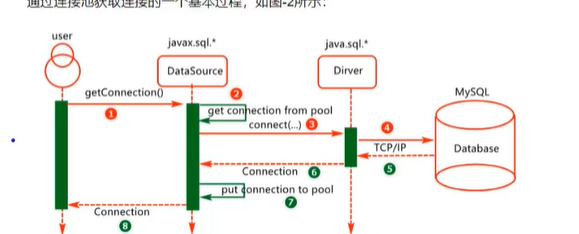 通过连接池获取连接的一个基本过程，如图-2所示：
user
javax.sql.*
java.sql.*
DataSource
Dirver
MySQL
getConnection()
2
1
get connection from pool
connect(...) 3
4
TCP/IP
Database
5
Connection 6
put connection to pool
7
Connection
8